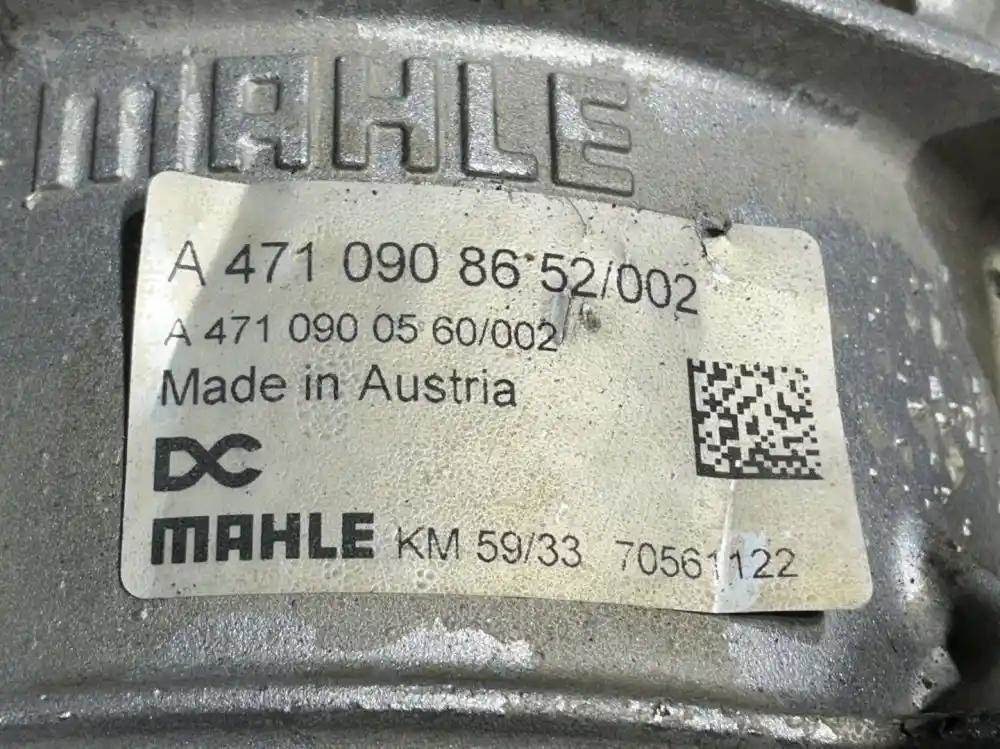 MAHLE
A 471 090 86 52/002
A 471 090 05 60/002
Made in Austria
DC
MAHLE KM 59/33 70561122